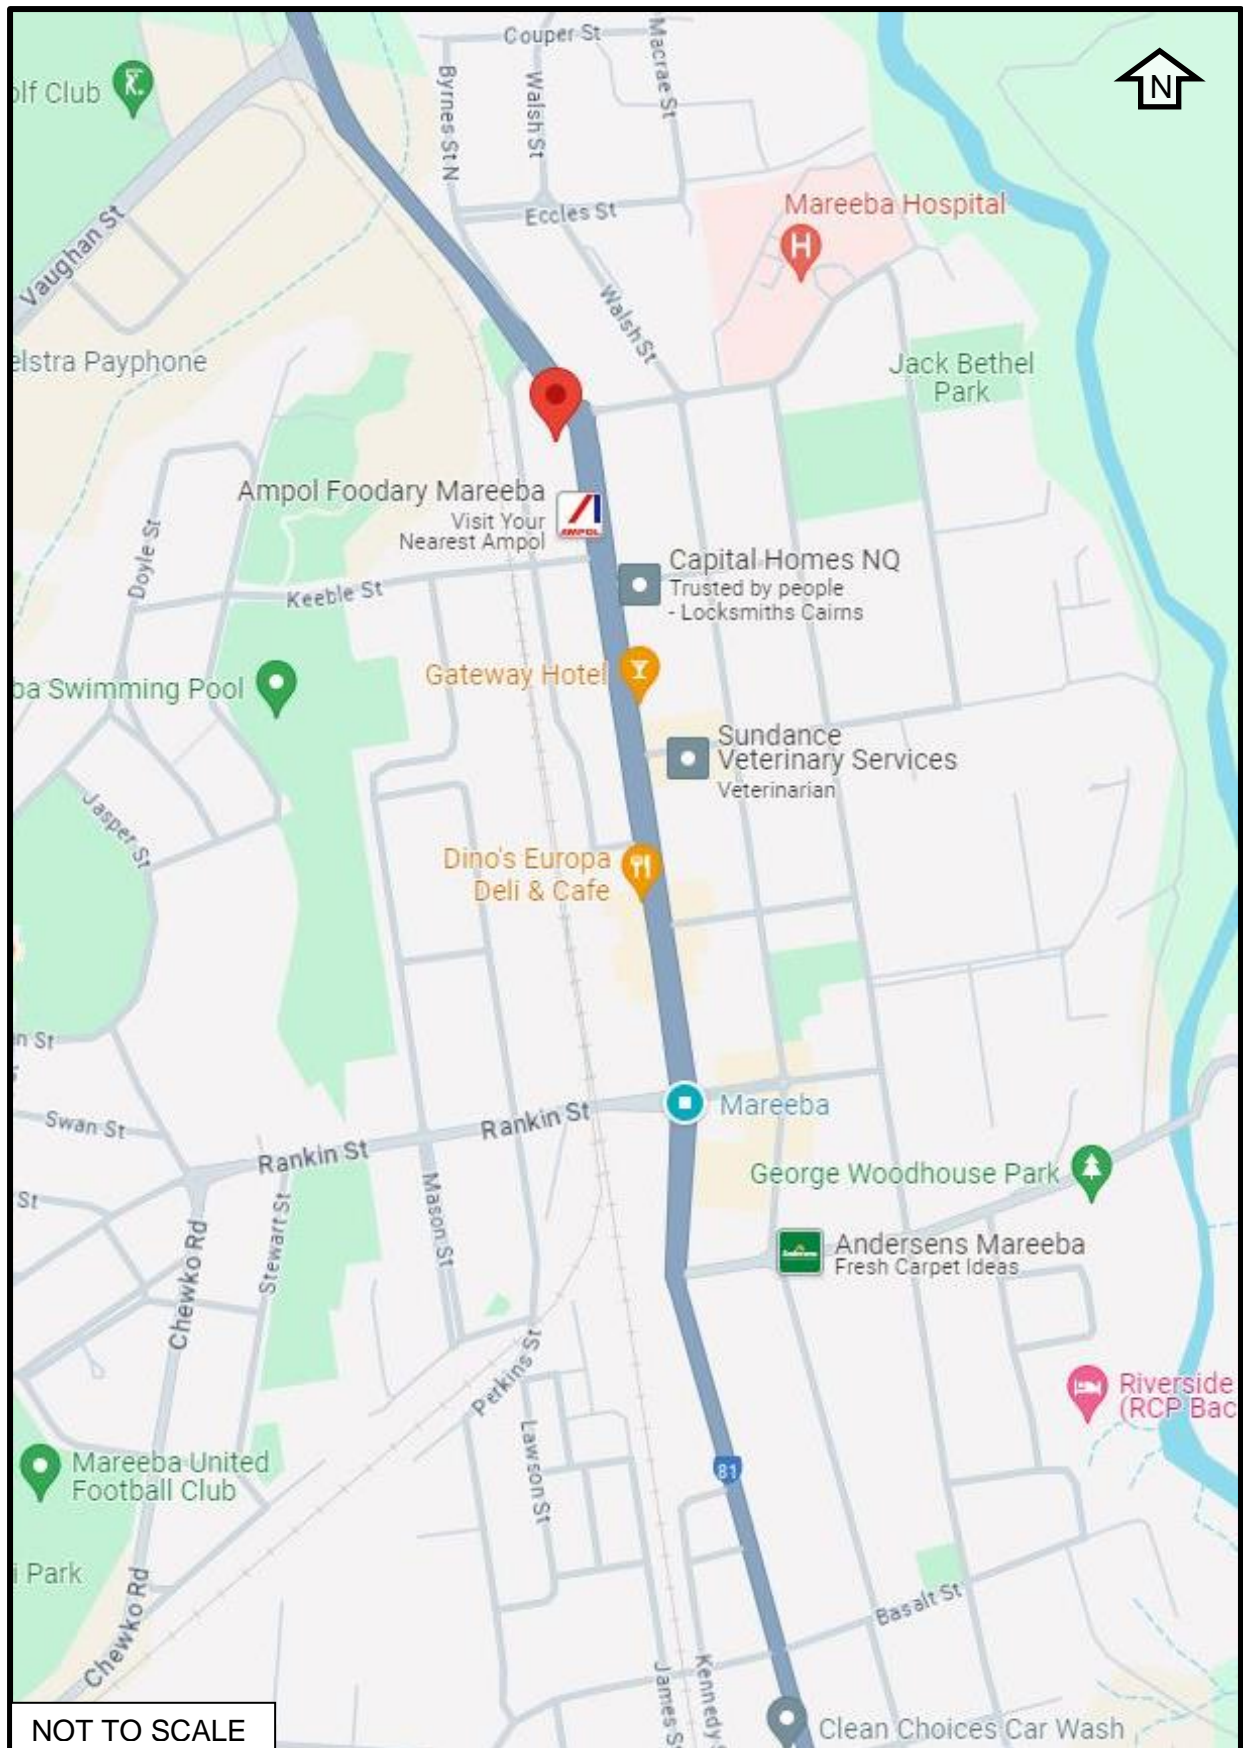 Couper St
Macrae St
N
olf Club
Byrnes St N
Walsh St
Mareeba Hospital
H
Eccles St
Vaughan St
Walsh St
elstra Payphone
Jack Bethel
Park
Ampol Foodary Mareeba
Visit Your
Nearest Ampol
AMPOL
Doyle St
Capital Homes NQ
Trusted by people
- Locksmiths Cairns
Keeble St
Gateway Hotel
ba Swimming Pool
Sundance
Veterinary Services
Veterinarian
Jasper St
Dino's Europa
Deli & Cafe
n St
Mareeba
Swan St
Rankin St
Rankin St
George Woodhouse Park
St
Mason St
Stewart St
Chewko Rd
Andersens Mareeba
Fresh Carpet Ideas
Perkins St
Riverside
(RCP Bac
Lawson St
81
Mareeba United
Football Club
i Park
Basalt St
Chewko Rd
James S
Kennedy
Clean Choices Car Wash
NOT TO SCALE